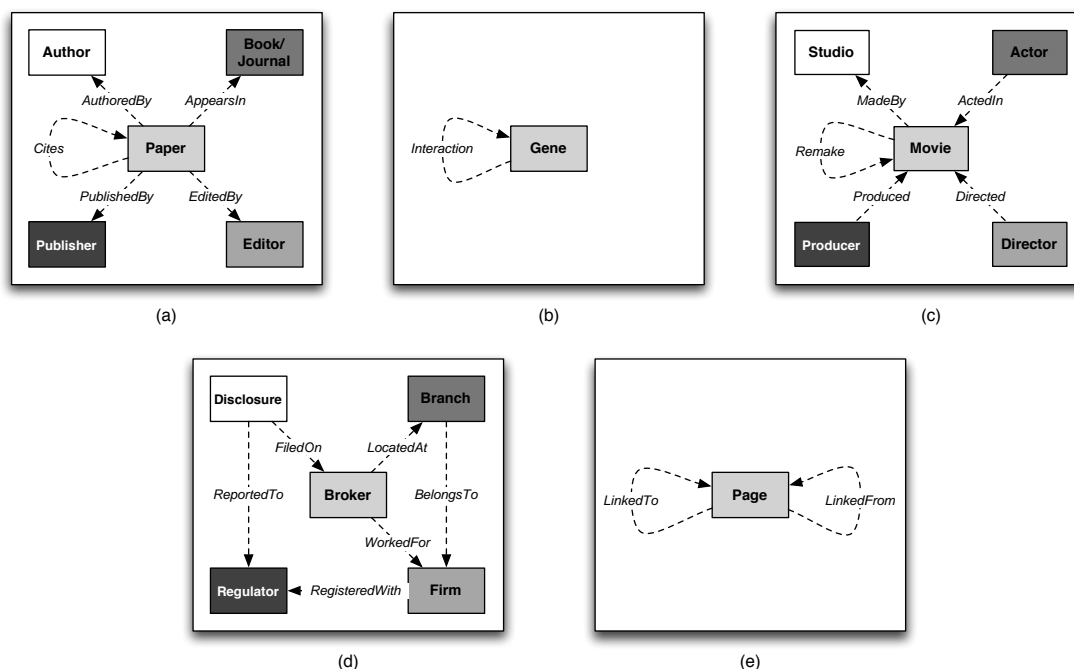 Author
Book/
Journal
AuthoredBy
AppearsIn
Cites
Paper
PublishedBy
EditedBy
Publisher
Editor
(a)
Interaction
Gene
(b)
Studio
Actor
MadeBy
ActedIn
Remake
Movie
Produced
Directed
Producer
Director
(c)
Disclosure
Branch
FiledOn
LocatedAt
ReportedTo
Broker
BelongsTo
WorkedFor
Regulator
RegisteredWith
Firm
(d)
LinkedTo
Page
LinkedFrom
(e)